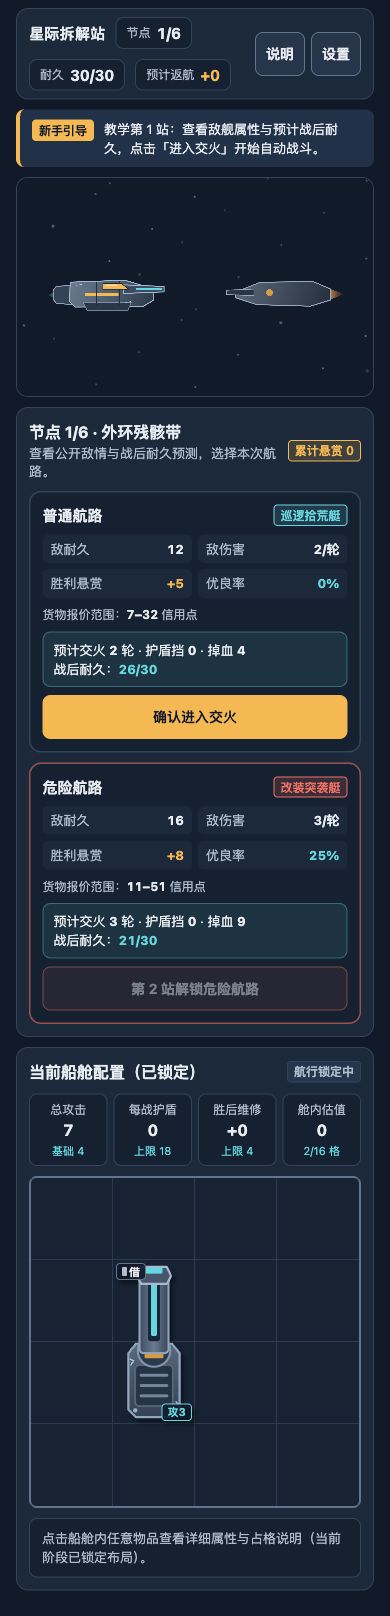 星际拆解站 节点 1/6
耐久 30/30 预计返航 +0
说明 设置
新手引导
教学第 1 站：查看敌舰属性与预计战后耐
久，点击「进入交火」开始自动战斗。
节点 1/6 · 外环残骸带
查看公开敌情与战后耐久预测，选择本次航
路。
累计悬赏 0
普通航路 巡逻拾荒艇
敌耐久 12 敌伤害 2/轮
胜利悬赏 +5 优良率 0%
货物报价范围：7–32 信用点
预计交火 2 轮 · 护盾挡 0 · 掉血 4
战后耐久：26/30
确认进入交火
危险航路 改装突袭艇
敌耐久 16 敌伤害 3/轮
胜利悬赏 +8 优良率 25%
货物报价范围：11–51 信用点
预计交火 3 轮 · 护盾挡 0 · 掉血 9
战后耐久：21/30
第 2 站解锁危险航路
当前船舱配置（已锁定） 航行锁定中
总攻击 每战护盾 胜后维修 舱内估值
7 0 +0 0
基础 4 上限 18 上限 4 2/16 格
借
攻3
点击船舱内任意物品查看详细属性与占格说明（当前
阶段已锁定布局）。